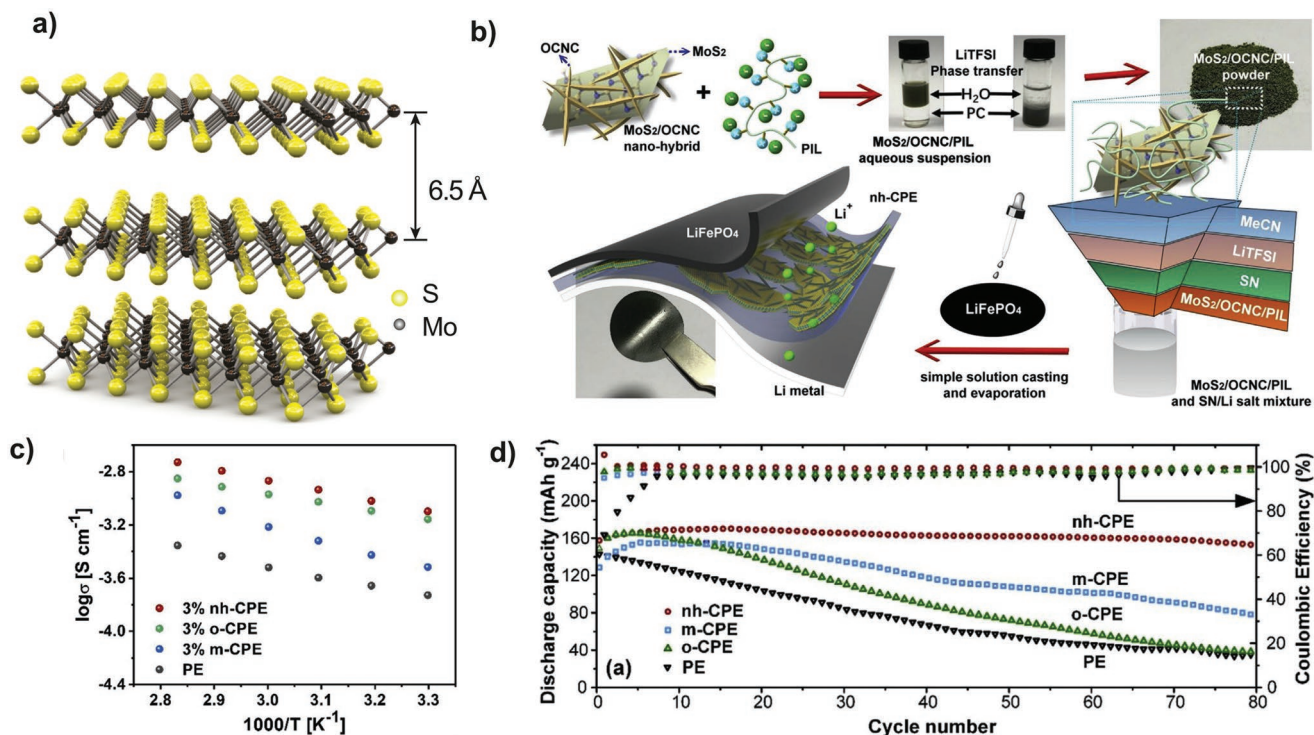 a)
6.5 Å
S
Mo
b)
OCNC
MoS2
MoS2/OCNC
nano-hybrid
+
PIL
LiTFSI
Phase transfer
H2O
PC
MoS2/OCNC/PIL
aqueous suspension
MoS2/OCNC/PIL
powder
nh-CPE
Li+
LiFePO4
Li metal
LiFePO4
simple solution casting
and evaporation
MeCN
LiTFSI
SN
MoS2/OCNC/PIL
MoS2/OCNC/PIL
and SN/Li salt mixture
c)
logσ [S cm⁻¹]
-2.8
-3.2
-3.6
-4.0
-4.4
3% nh-CPE
3% o-CPE
3% m-CPE
PE
2.8 2.9 3.0 3.1 3.2 3.3
1000/T [K⁻¹]
d)
Discharge capacity (mAh g⁻¹)
240
200
160
120
80
40
0
nh-CPE
m-CPE
o-CPE
PE
nh-CPE
m-CPE
o-CPE
PE
(a)
0 10 20 30 40 50 60 70 80
Cycle number
100
80
60
40
20
0
Coulombic Efficiency (%)